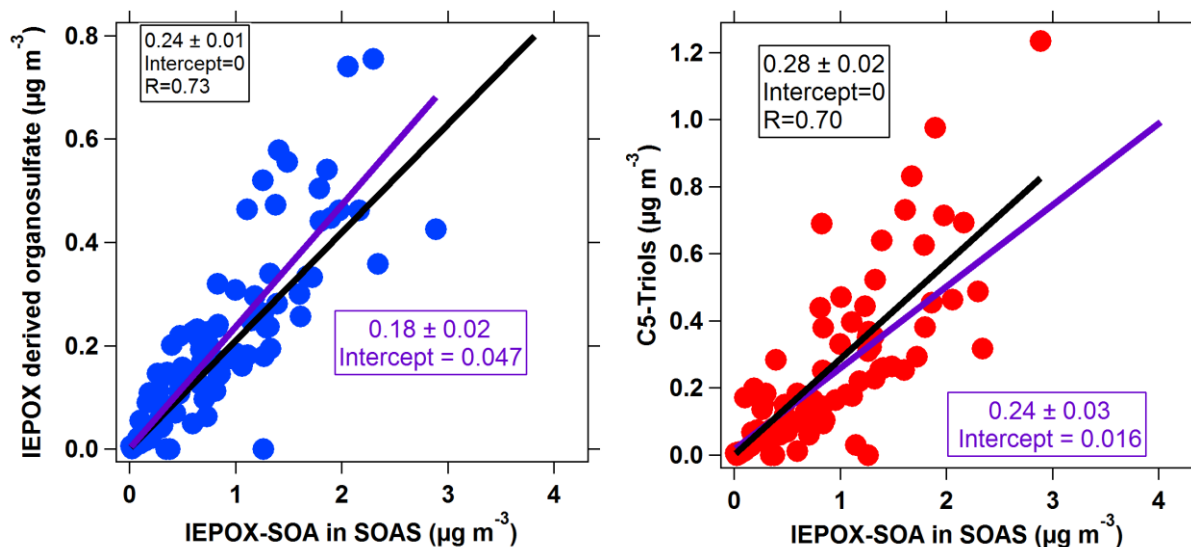 0.8
0.6
0.4
0.2
0.0
IEPOX derived organosulfate (µg m⁻³)
0.24 ± 0.01
Intercept=0
R=0.73
0.18 ± 0.02
Intercept = 0.047
0 1 2 3 4
IEPOX-SOA in SOAS (µg m⁻³)
1.2
1.0
0.8
0.6
0.4
0.2
0.0
C5-Triols (µg m⁻³)
0.28 ± 0.02
Intercept=0
R=0.70
0.24 ± 0.03
Intercept = 0.016
0 1 2 3 4
IEPOX-SOA in SOAS (µg m⁻³)